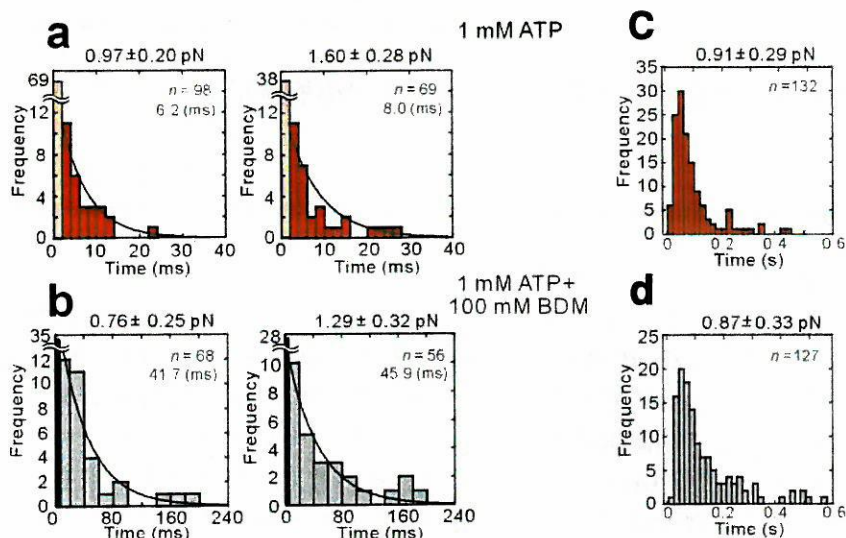 a
1 mM ATP
0.97±0.20 pN
69
n = 98
6.2 (ms)
12
8
4
0
Frequency
0 10 20 30 40
Time (ms)
1.60 ± 0.28 pN
38
n = 69
8.0 (ms)
12
8
4
0
Frequency
0 10 20 30 40
Time (ms)
b
1 mM ATP+
100 mM BDM
0.76± 0.25 pN
35
n = 68
41.7 (ms)
12
10
8
6
4
2
0
Frequency
0 80 160 240
Time (ms)
1.29± 0.32 pN
28
n = 56
45.9 (ms)
10
8
6
4
2
0
Frequency
0 80 160 240
Time (ms)
c
0.91±0.29 pN
35
30
25
20
15
10
5
0
n =132
Frequency
0 0.2 0.4 0.6
Time (s)
d
0.87±0.33 pN
25
20
15
10
5
0
n =127
Frequency
0 0.2 0.4 0.6
Time (s)